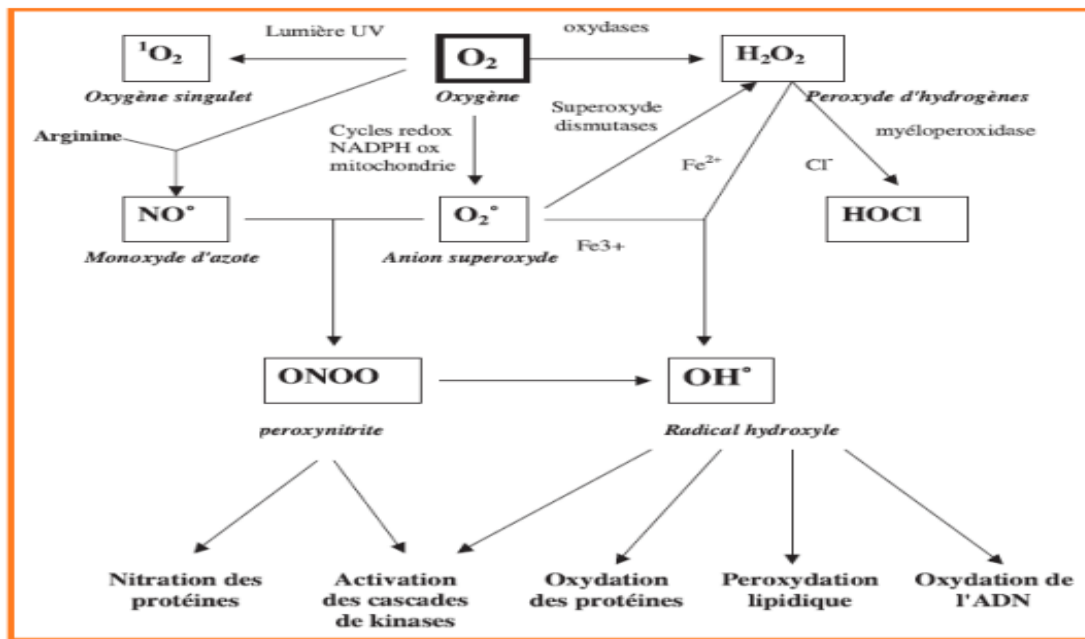 Lumière UV
oxydases
¹O₂
O₂
H₂O₂
Oxygène singulet
Oxygène
Peroxyde d'hydrogènes
Arginine
Cycles redox
NADPH ox
mitochondrie
Superoxyde
dismutases
myéloperoxidase
Fe²⁺
Cl⁻
NO°
O₂°
HOCl
Monoxyde d'azote
Anion superoxyde
Fe3+
ONOO
OH°
peroxynitrite
Radical hydroxyle
Nitration des
protéines
Activation
des cascades
de kinases
Oxydation
des protéines
Peroxydation
lipidique
Oxydation de
l'ADN